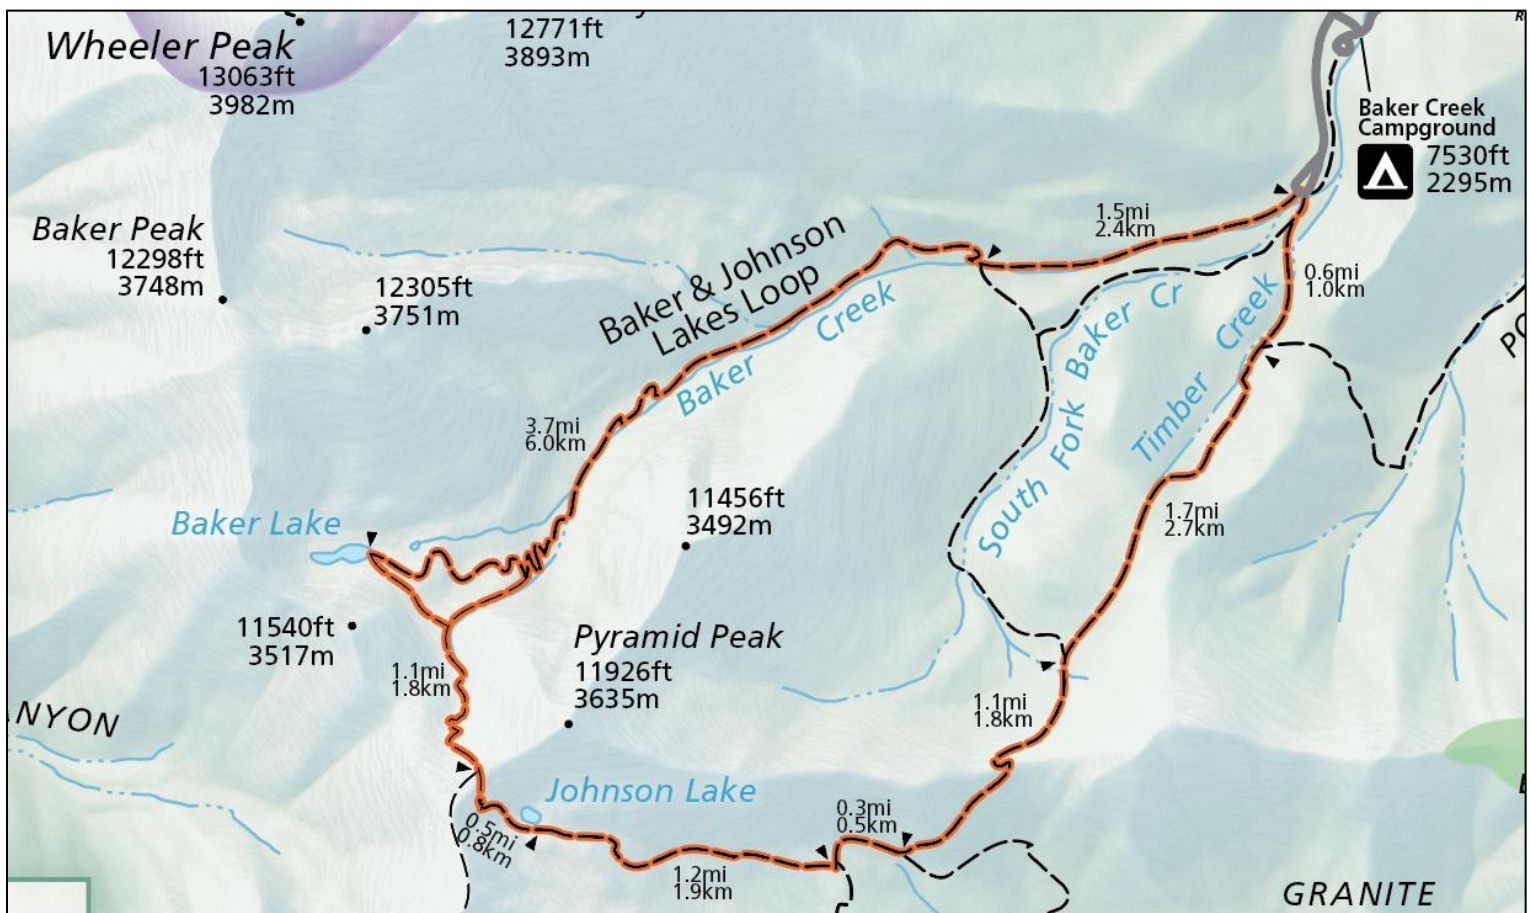 Wheeler Peak
13063ft
3982m
12771ft
3893m
Baker Creek
Campground
7530ft
2295m
Baker Peak
12298ft
3748m
12305ft
3751m
Baker & Johnson
Lakes Loop
1.5mi
2.4km
0.6mi
1.0km
Baker Creek
South Fork Baker Cr
Timber Creek
3.7mi
6.0km
11456ft
3492m
1.7mi
2.7km
Baker Lake
11540ft
3517m
Pyramid Peak
11926ft
3635m
1.1mi
1.8km
1.1mi
1.8km
NYON
Johnson Lake
0.5mi
0.8km
0.3mi
0.5km
1.2mi
1.9km
GRANITE
PO